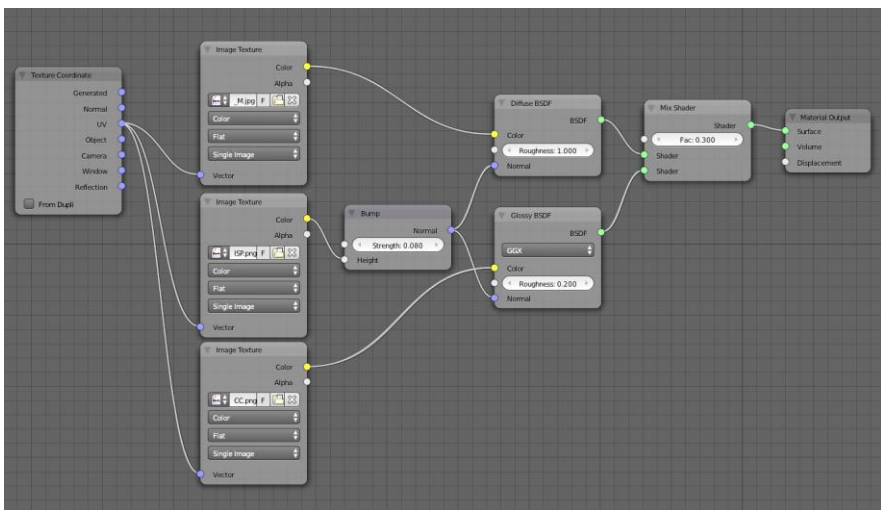 Texture Coordinate
Generated
Normal
UV
Object
Camera
Window
Reflection
From Dupli
Image Texture
Color
Alpha
_M.jpg F
Color
Flat
Single Image
Vector
Image Texture
Color
Alpha
ISP.png F
Color
Flat
Single Image
Vector
Image Texture
Color
Alpha
CC.png F
Color
Flat
Single Image
Vector
Bump
Normal
Strength: 0.080
Height
Diffuse BSDF
BSDF
Color
Roughness: 1.000
Normal
Glossy BSDF
BSDF
GGX
Color
Roughness: 0.200
Normal
Mix Shader
Shader
Fac: 0.300
Shader
Shader
Material Output
Surface
Volume
Displacement